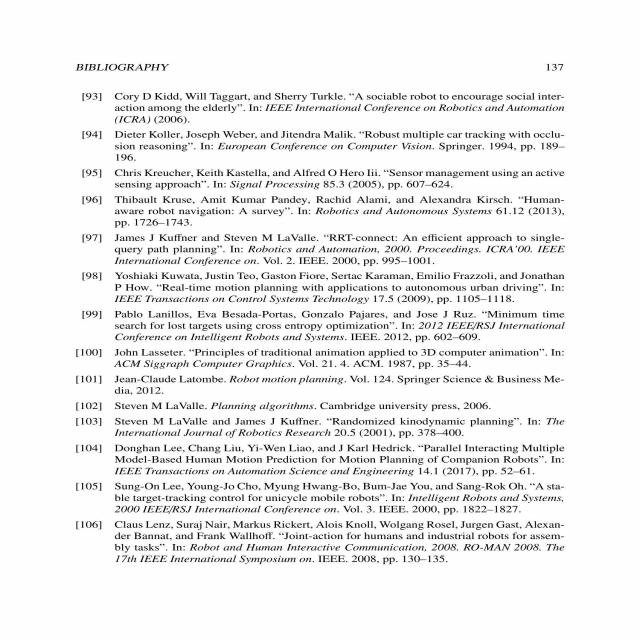 BIBLIOGRAPHY 137
[93] Cory D Kidd, Will Taggart, and Sherry Turkle. “A sociable robot to encourage social inter-
action among the elderly”. In: IEEE International Conference on Robotics and Automation
(ICRA) (2006).
[94] Dieter Koller, Joseph Weber, and Jitendra Malik. “Robust multiple car tracking with occlu-
sion reasoning”. In: European Conference on Computer Vision. Springer. 1994, pp. 189–
196.
[95] Chris Kreucher, Keith Kastella, and Alfred O Hero Iii. “Sensor management using an active
sensing approach”. In: Signal Processing 85.3 (2005), pp. 607–624.
[96] Thibault Kruse, Amit Kumar Pandey, Rachid Alami, and Alexandra Kirsch. “Human-
aware robot navigation: A survey”. In: Robotics and Autonomous Systems 61.12 (2013),
pp. 1726–1743.
[97] James J Kuffner and Steven M LaValle. “RRT-connect: An efficient approach to single-
query path planning”. In: Robotics and Automation, 2000. Proceedings. ICRA’00. IEEE
International Conference on. Vol. 2. IEEE. 2000, pp. 995–1001.
[98] Yoshiaki Kuwata, Justin Teo, Gaston Fiore, Sertac Karaman, Emilio Frazzoli, and Jonathan
P How. “Real-time motion planning with applications to autonomous urban driving”. In:
IEEE Transactions on Control Systems Technology 17.5 (2009), pp. 1105–1118.
[99] Pablo Lanillos, Eva Besada-Portas, Gonzalo Pajares, and Jose J Ruz. “Minimum time
search for lost targets using cross entropy optimization”. In: 2012 IEEE/RSJ International
Conference on Intelligent Robots and Systems. IEEE. 2012, pp. 602–609.
[100] John Lasseter. “Principles of traditional animation applied to 3D computer animation”. In:
ACM Siggraph Computer Graphics. Vol. 21. 4. ACM. 1987, pp. 35–44.
[101] Jean-Claude Latombe. Robot motion planning. Vol. 124. Springer Science & Business Me-
dia, 2012.
[102] Steven M LaValle. Planning algorithms. Cambridge university press, 2006.
[103] Steven M LaValle and James J Kuffner. “Randomized kinodynamic planning”. In: The
International Journal of Robotics Research 20.5 (2001), pp. 378–400.
[104] Donghan Lee, Chang Liu, Yi-Wen Liao, and J Karl Hedrick. “Parallel Interacting Multiple
Model-Based Human Motion Prediction for Motion Planning of Companion Robots”. In:
IEEE Transactions on Automation Science and Engineering 14.1 (2017), pp. 52–61.
[105] Sung-On Lee, Young-Jo Cho, Myung Hwang-Bo, Bum-Jae You, and Sang-Rok Oh. “A sta-
ble target-tracking control for unicycle mobile robots”. In: Intelligent Robots and Systems,
2000 IEEE/RSJ International Conference on. Vol. 3. IEEE. 2000, pp. 1822–1827.
[106] Claus Lenz, Suraj Nair, Markus Rickert, Alois Knoll, Wolgang Rosel, Jurgen Gast, Alexan-
der Bannat, and Frank Wallhoff. “Joint-action for humans and industrial robots for assem-
bly tasks”. In: Robot and Human Interactive Communication, 2008. RO-MAN 2008. The
17th IEEE International Symposium on. IEEE. 2008, pp. 130–135.